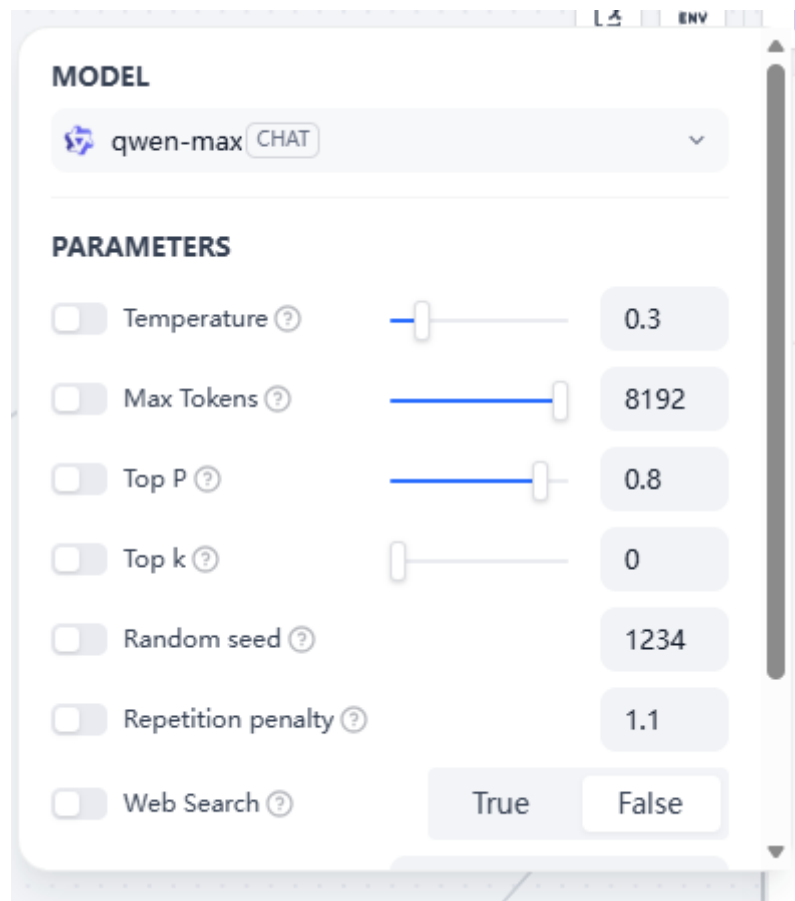 ENV
MODEL
qwen-max CHAT
PARAMETERS
Temperature ? 0.3
Max Tokens ? 8192
Top P ? 0.8
Top k ? 0
Random seed ? 1234
Repetition penalty ? 1.1
Web Search ? True False